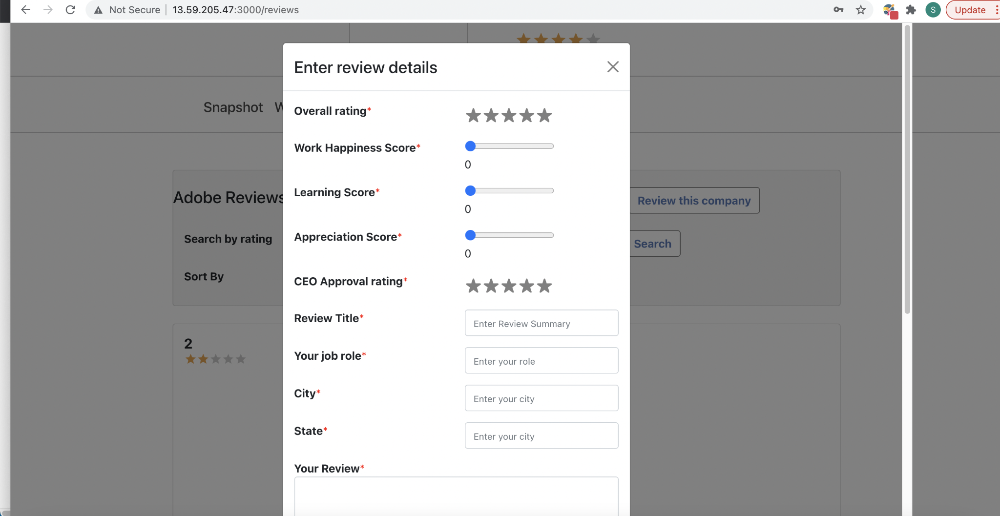 Not Secure | 13.59.205.47:3000/reviews
S
Update
Enter review details
Snapshot W
Overall rating*
Work Happiness Score*
0
Adobe Reviews
Learning Score*
0
Review this company
Search by rating
Appreciation Score*
0
Search
Sort By
CEO Approval rating*
Review Title*
Enter Review Summary
2
Your job role*
Enter your role
City*
Enter your city
State*
Enter your city
Your Review*